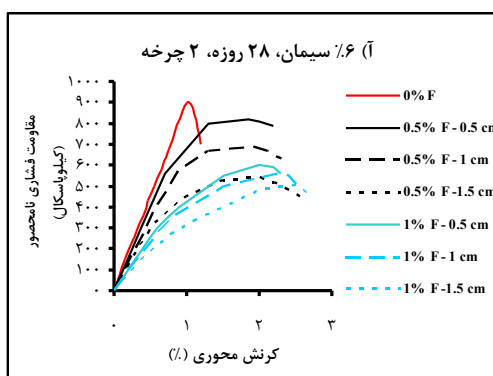 آ) ۶٪ سیمان، ۲۸ روزه، ۲ چرخه
مقاومت فشاری نامحصور
(کیلوپاسکال)
۱۰۰۰
۹۰۰
۸۰۰
۷۰۰
۶۰۰
۵۰۰
۴۰۰
۳۰۰
۲۰۰
۱۰۰
۰
۰ ۱ ۲ ۳
کرنش محوری (٪)
0% F
0.5% F - 0.5 cm
0.5% F - 1 cm
0.5% F -1.5 cm
1% F - 0.5 cm
1% F - 1 cm
1% F -1.5 cm